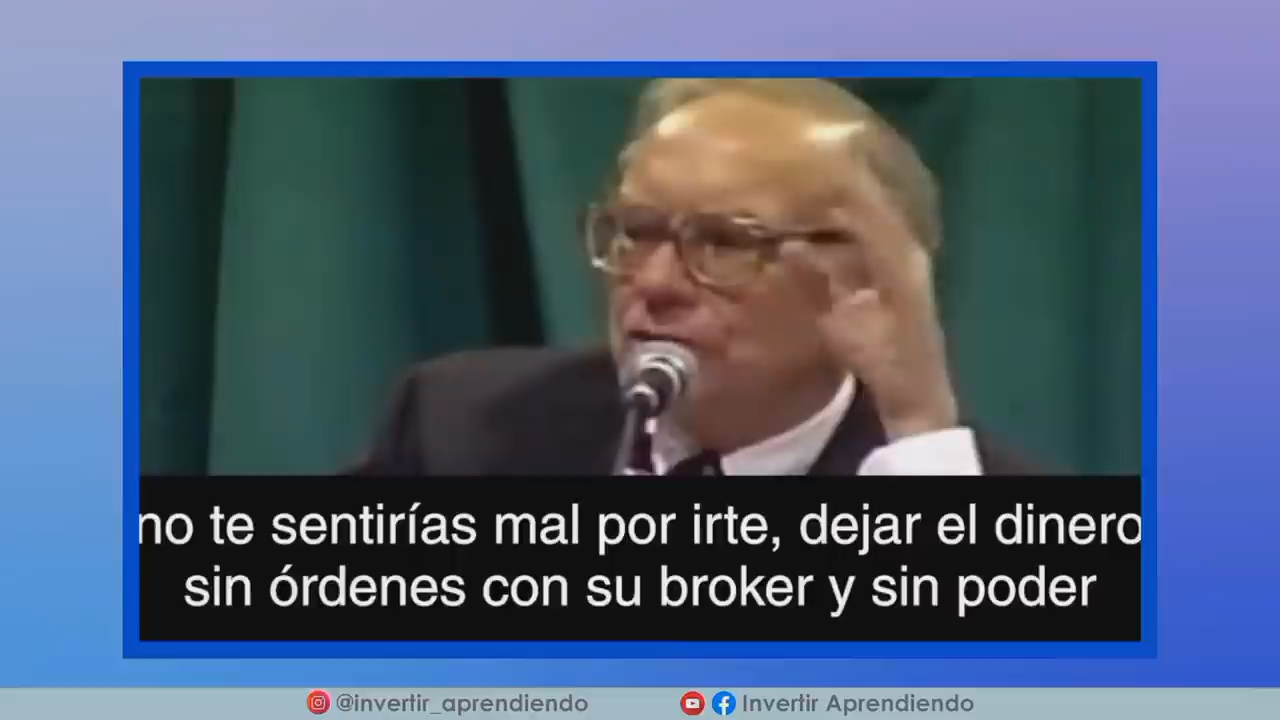 no te sentirías mal por irte, dejar el dinero
sin órdenes con su broker y sin poder
@invertir_aprendiendo
Invertir Aprendiendo